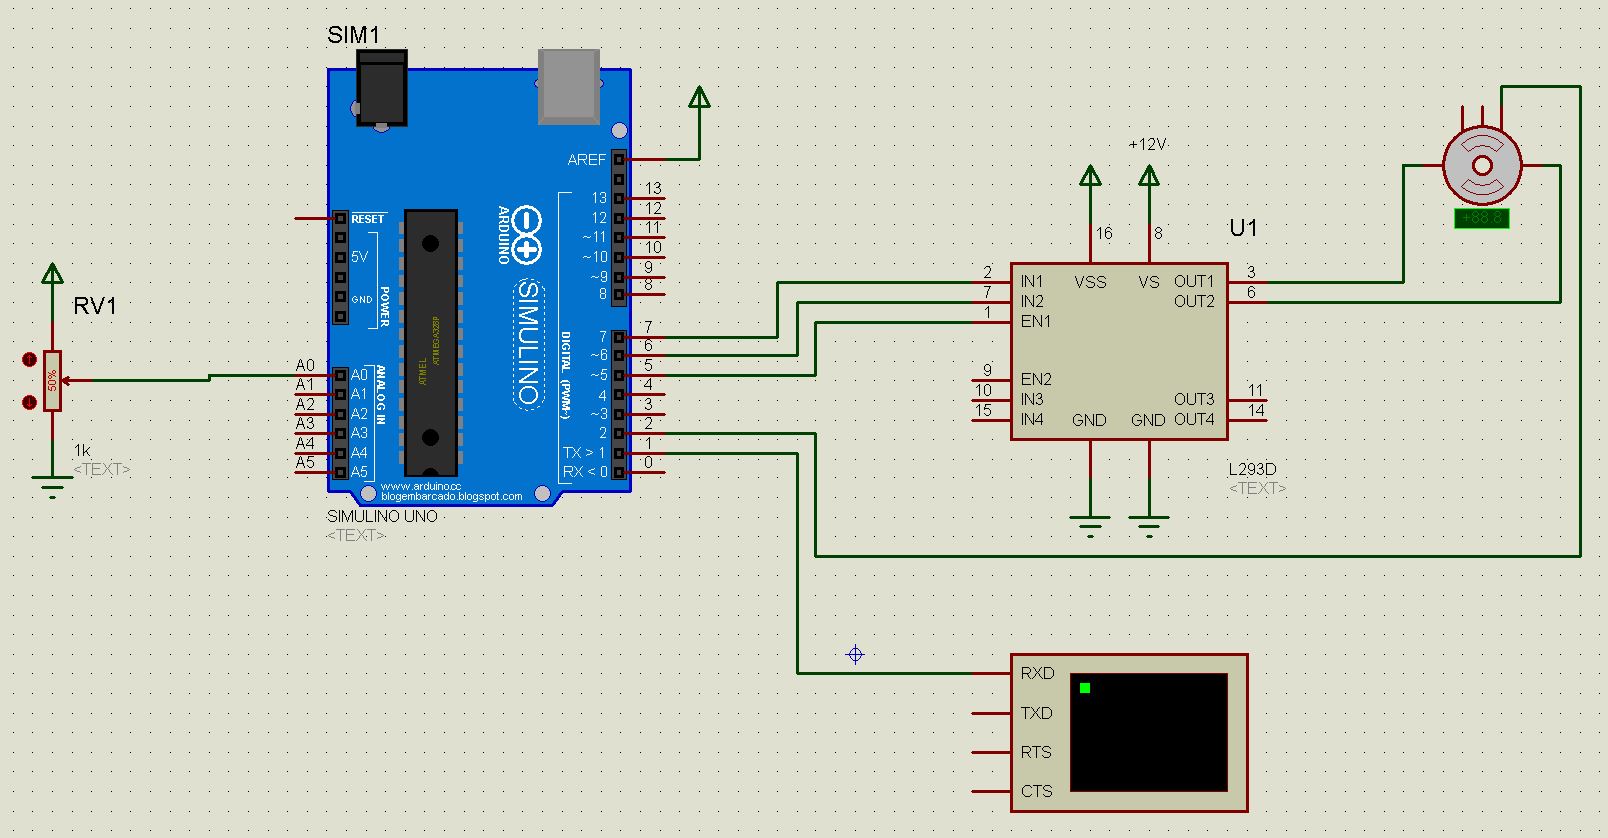 SIM1
AREF
13
12
~11
~10
~9
8
7
~6
~5
4
~3
2
TX > 1
RX < 0
13
12
11
10
9
8
7
6
5
4
3
2
1
0
RESET
5V
GND
POWER
A0
A1
A2
A3
A4
A5
A0
A1
A2
A3
A4
A5
ANALOG IN
ATMEL
ATMEGA328P
ARDUINO
SIMULINO
DIGITAL (PWM~)
www.arduino.cc
blogembarcado.blogspot.com
SIMULINO UNO
<TEXT>
RV1
50%
1k
<TEXT>
+12V
16
8
U1
2
7
1
9
10
15
IN1
IN2
EN1
EN2
IN3
IN4
VSS
VS
OUT1
OUT2
OUT3
OUT4
GND
GND
3
6
11
14
L293D
<TEXT>
+88.8
RXD
TXD
RTS
CTS